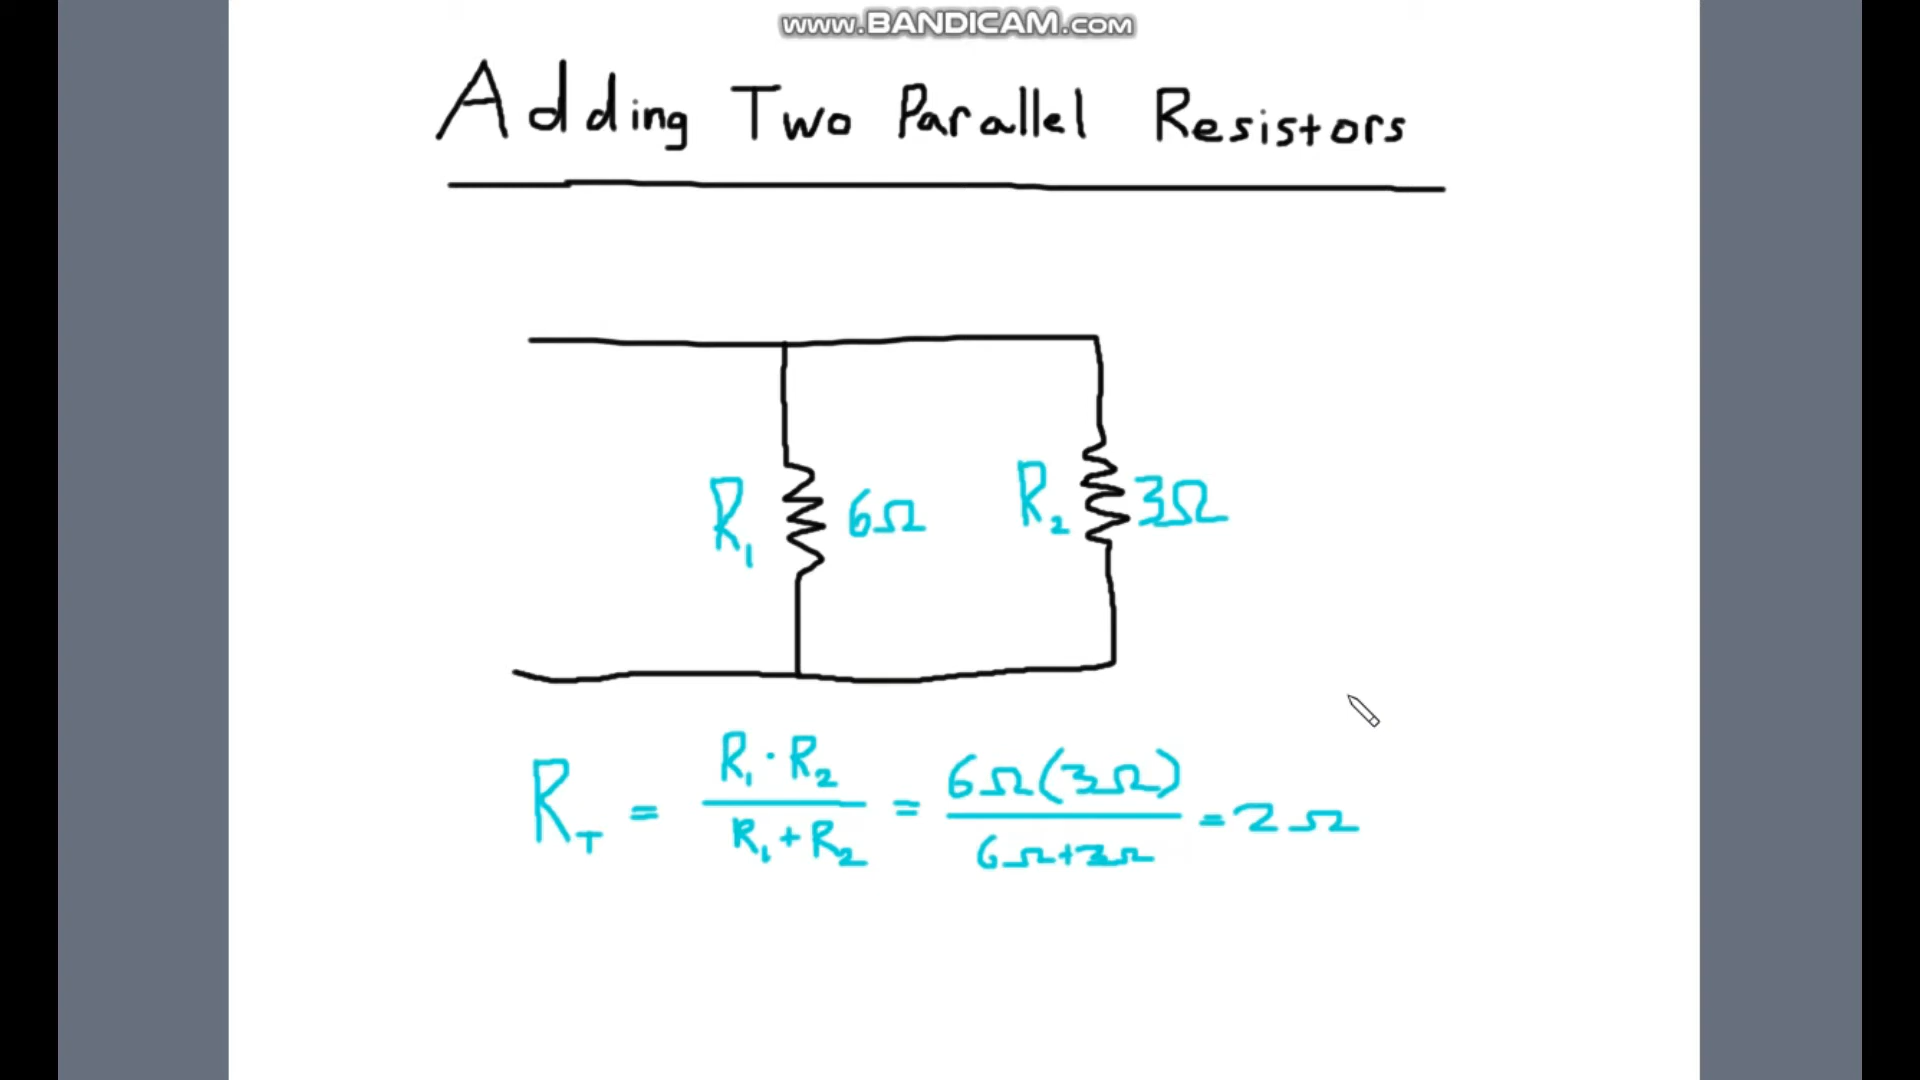 www.BANDICAM.com
Adding Two Parallel Resistors
R₁ 6Ω R₂ 3Ω
R_T = R₁ · R₂ / R₁ + R₂ = 6Ω(3Ω) / 6Ω+3Ω = 2Ω